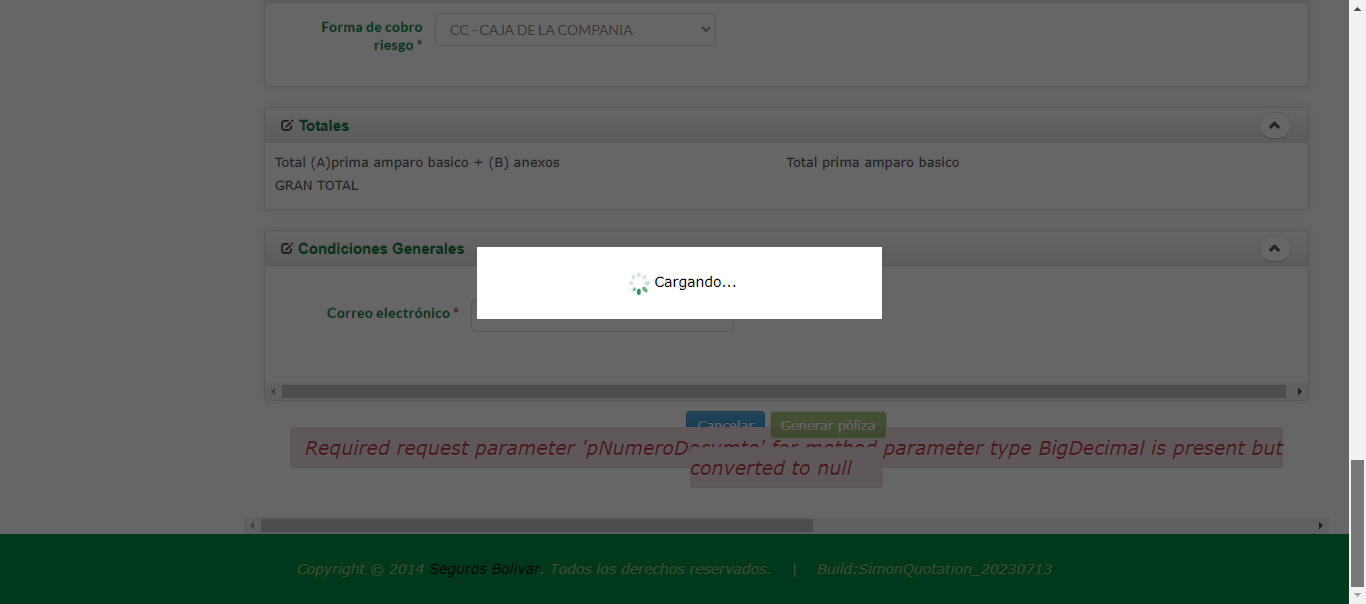 Forma de cobro
riesgo *
CC - CAJA DE LA COMPANIA
Totales
Total (A)prima amparo basico + (B) anexos
Total prima amparo basico
GRAN TOTAL
Condiciones Generales
Cargando...
Correo electrónico *
Cancelar
Generar póliza
Required request parameter 'pNumeroDocumto' for method parameter type BigDecimal is present but
converted to null
Copyright © 2014 Seguros Bolivar. Todos los derechos reservados. | Build:SimonQuotation_20230713